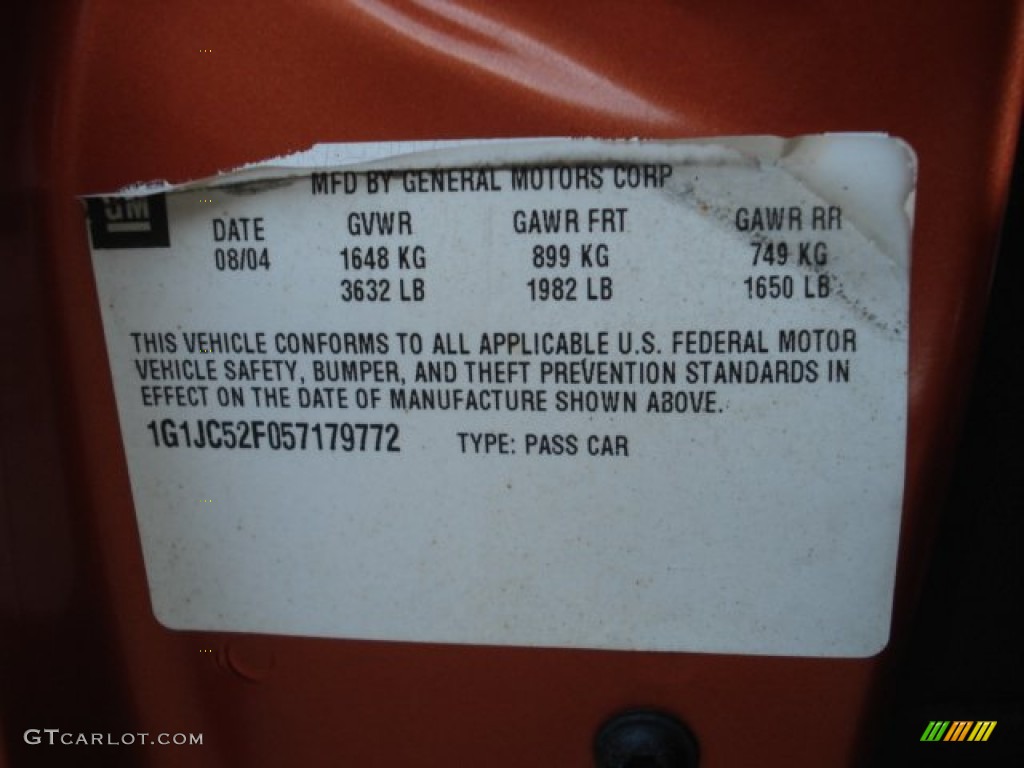 MFD BY GENERAL MOTORS CORP
GM
DATE GVWR GAWR FRT GAWR RR
08/04 1648 KG 899 KG 749 KG
3632 LB 1982 LB 1650 LB
THIS VEHICLE CONFORMS TO ALL APPLICABLE U.S. FEDERAL MOTOR
VEHICLE SAFETY, BUMPER, AND THEFT PREVENTION STANDARDS IN
EFFECT ON THE DATE OF MANUFACTURE SHOWN ABOVE.
1G1JC52F057179772 TYPE: PASS CAR
GTCARLOT.COM